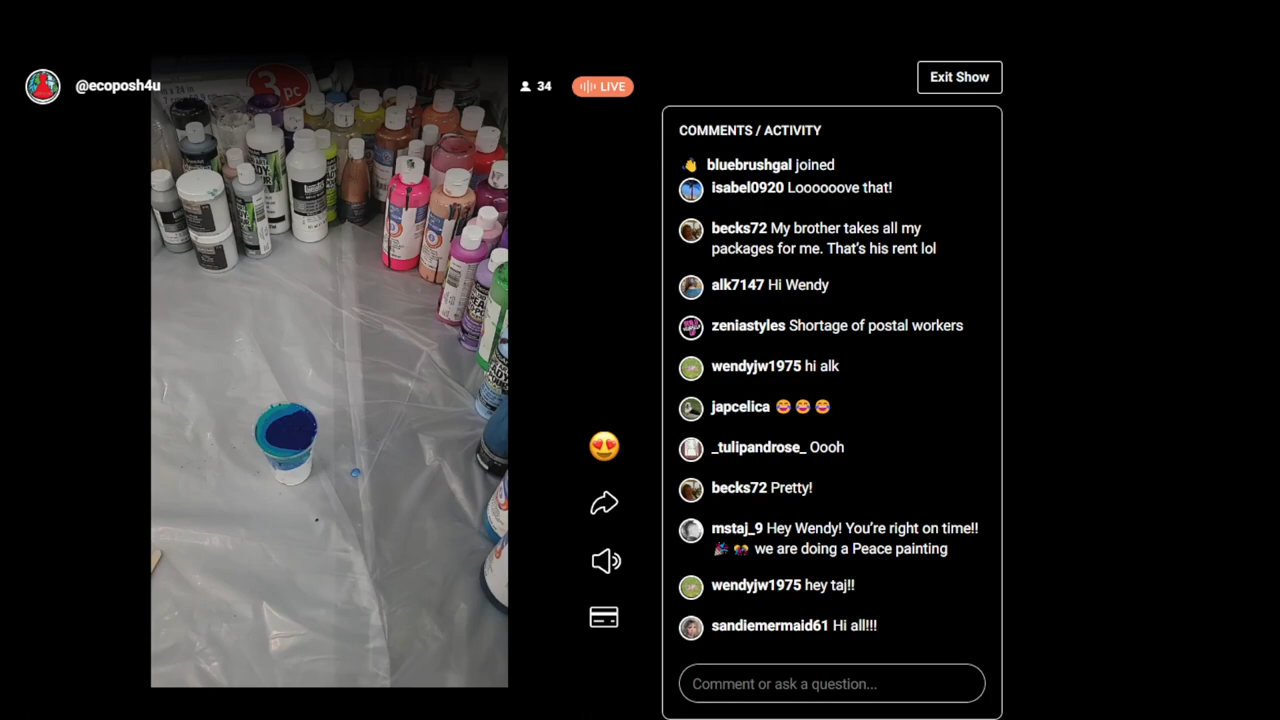 @ecoposh4u
34
LIVE
Exit Show
3
pc
COMMENTS / ACTIVITY
bluebrushgal joined
isabel0920 Looooooove that!
becks72 My brother takes all my
packages for me. That's his rent lol
alk7147 Hi Wendy
zeniastyles Shortage of postal workers
wendyjw1975 hi alk
japcelica 😂 😂 😂
_tulipandrose_ Oooh
becks72 Pretty!
mstaj_9 Hey Wendy! You're right on time!!
we are doing a Peace painting
wendyjw1975 hey taj!!
sandiemermaid61 Hi all!!!
Comment or ask a question...